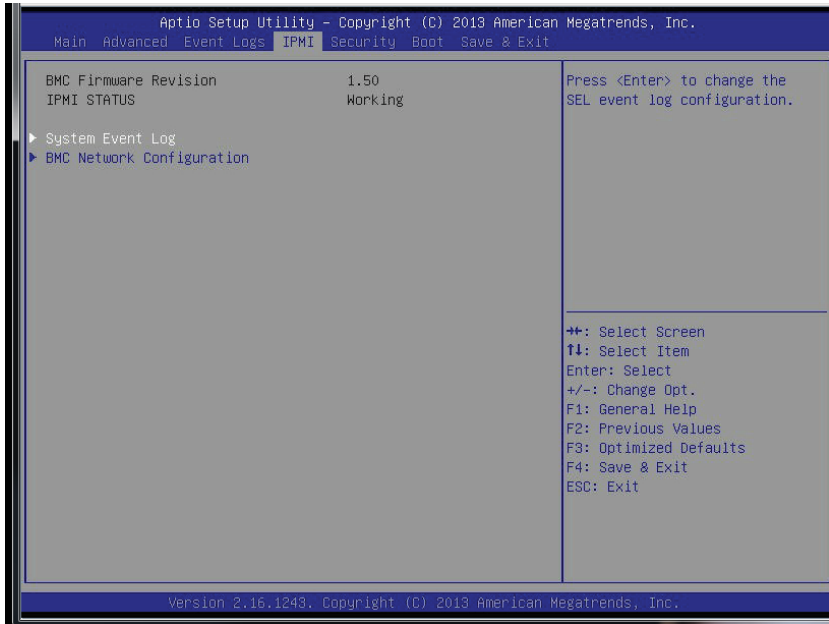 Aptio Setup Utility – Copyright (C) 2013 American Megatrends, Inc.
Main Advanced Event Logs IPMI Security Boot Save & Exit
BMC Firmware Revision 1.50
IPMI STATUS Working
System Event Log
BMC Network Configuration
Press <Enter> to change the
SEL event log configuration.
→←: Select Screen
↑↓: Select Item
Enter: Select
+/-: Change Opt.
F1: General Help
F2: Previous Values
F3: Optimized Defaults
F4: Save & Exit
ESC: Exit
Version 2.16.1243. Copyright (C) 2013 American Megatrends, Inc.